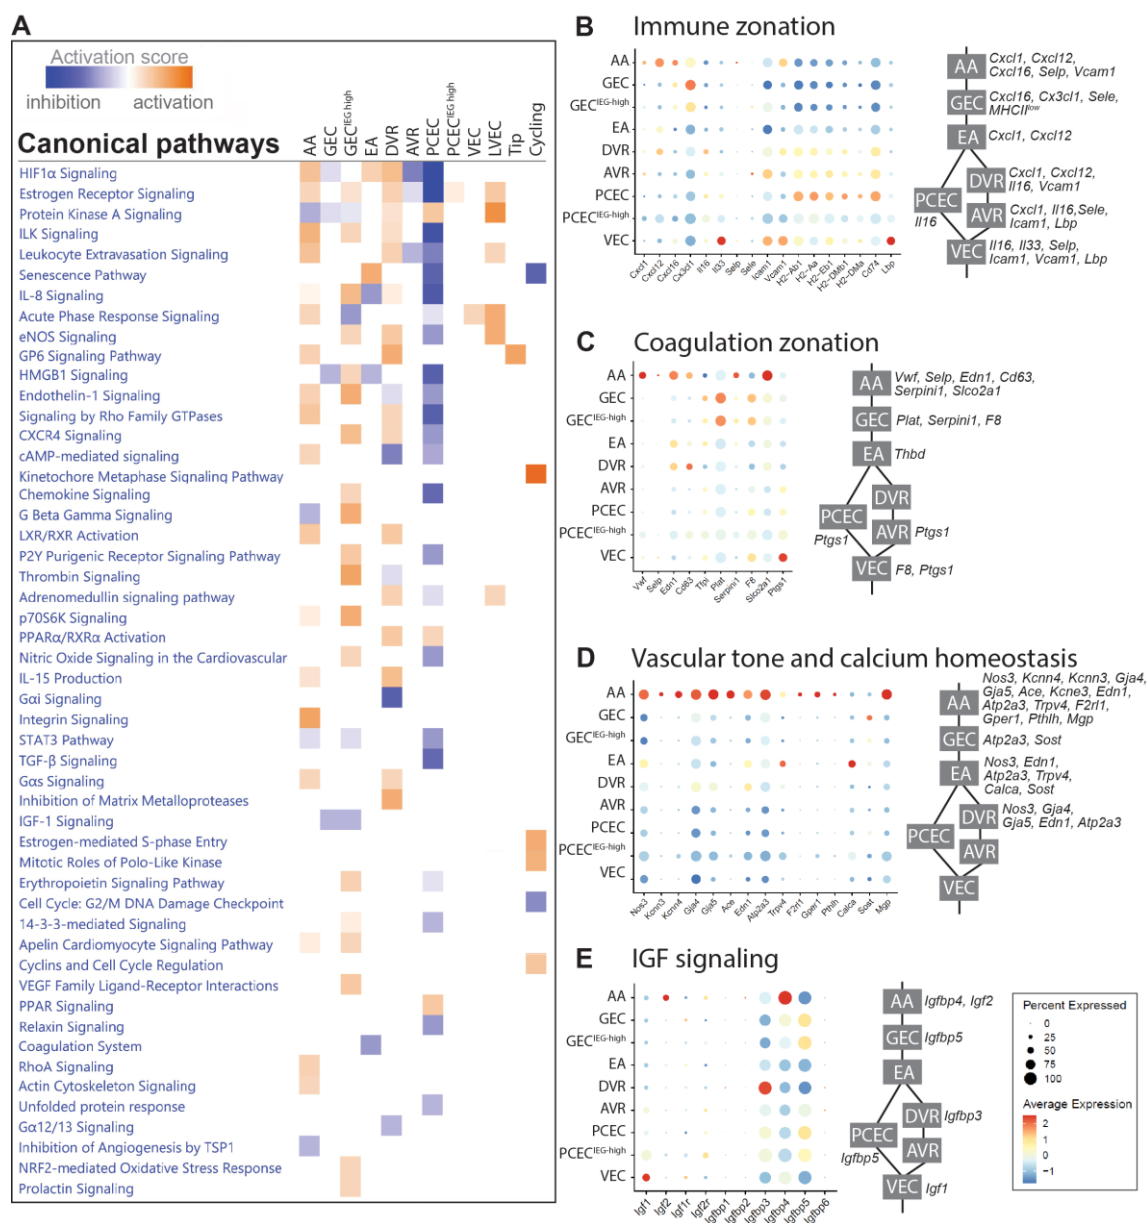 A
Activation score
inhibition
activation
Canonical pathways
AA
GEC
GEC^IEG high
EA
DVR
AVR
PCEC
PCEC^IEG high
VEC
LVEC
Tip
Cycling
HIF1α Signaling
Estrogen Receptor Signaling
Protein Kinase A Signaling
ILK Signaling
Leukocyte Extravasation Signaling
Senescence Pathway
IL-8 Signaling
Acute Phase Response Signaling
eNOS Signaling
GP6 Signaling Pathway
HMGB1 Signaling
Endothelin-1 Signaling
Signaling by Rho Family GTPases
CXCR4 Signaling
cAMP-mediated signaling
Kinetochore Metaphase Signaling Pathway
Chemokine Signaling
G Beta Gamma Signaling
LXR/RXR Activation
P2Y Purigenic Receptor Signaling Pathway
Thrombin Signaling
Adrenomedullin signaling pathway
p70S6K Signaling
PPARα/RXRα Activation
Nitric Oxide Signaling in the Cardiovascular
IL-15 Production
Gαi Signaling
Integrin Signaling
STAT3 Pathway
TGF-β Signaling
Gαs Signaling
Inhibition of Matrix Metalloproteases
IGF-1 Signaling
Estrogen-mediated S-phase Entry
Mitotic Roles of Polo-Like Kinase
Erythropoietin Signaling Pathway
Cell Cycle: G2/M DNA Damage Checkpoint
14-3-3-mediated Signaling
Apelin Cardiomyocyte Signaling Pathway
Cyclins and Cell Cycle Regulation
VEGF Family Ligand-Receptor Interactions
PPAR Signaling
Relaxin Signaling
Coagulation System
RhoA Signaling
Actin Cytoskeleton Signaling
Unfolded protein response
Gα12/13 Signaling
Inhibition of Angiogenesis by TSP1
NRF2-mediated Oxidative Stress Response
Prolactin Signaling
B Immune zonation
AA
GEC
GEC^IEG-high
EA
DVR
AVR
PCEC
PCEC^IEG-high
VEC
Cxcl1
Cxcl12
Cxcl16
Cx3cl1
Il16
Il33
Selp
Sele
Icam1
Vcam1
H2-Ab1
H2-Aa
H2-Eb1
H2-DMb1
H2-DMa
Cd74
Lbp
AA Cxcl1, Cxcl12,
Cxcl16, Selp, Vcam1
GEC Cxcl16, Cx3cl1, Sele,
MHCII^low
EA Cxcl1, Cxcl12
DVR Cxcl1, Cxcl12,
Il16, Vcam1
PCEC
Il16
AVR Cxcl1, Il16,Sele,
Icam1, Lbp
VEC Il16, Il33, Selp,
Icam1, Vcam1, Lbp
C Coagulation zonation
AA
GEC
GEC^IEG-high
EA
DVR
AVR
PCEC
PCEC^IEG-high
VEC
Vwf
Selp
Edn1
Cd63
Tfpi
Plat
Serpini1
F8
Slco2a1
Ptgs1
AA Vwf, Selp, Edn1, Cd63,
Serpini1, Slco2a1
GEC Plat, Serpini1, F8
EA Thbd
DVR
PCEC
Ptgs1
AVR Ptgs1
VEC F8, Ptgs1
D Vascular tone and calcium homeostasis
AA
GEC
GEC^IEG-high
EA
DVR
AVR
PCEC
PCEC^IEG-high
VEC
Nos3
Kcnn3
Kcnn4
Gja4
Gja5
Ace
Edn1
Atp2a3
Trpv4
F2rl1
Gper1
Pthlh
Calca
Sost
Mgp
Nos3, Kcnn4, Kcnn3, Gja4,
AA Gja5, Ace, Kcne3, Edn1,
Atp2a3, Trpv4, F2rl1,
Gper1, Pthlh, Mgp
GEC Atp2a3, Sost
EA Nos3, Edn1,
Atp2a3, Trpv4,
Calca, Sost
DVR Nos3, Gja4,
Gja5, Edn1, Atp2a3
PCEC
AVR
VEC
E IGF signaling
AA
GEC
GEC^IEG-high
EA
DVR
AVR
PCEC
PCEC^IEG-high
VEC
Igf1
Igf2
Igf1r
Igf2r
Igfbp1
Igfbp2
Igfbp3
Igfbp4
Igfbp5
Igfbp6
AA Igfbp4, Igf2
GEC Igfbp5
EA
DVR Igfbp3
PCEC
Igfbp5
AVR
VEC Igf1
Percent Expressed
0
25
50
75
100
Average Expression
2
1
0
−1